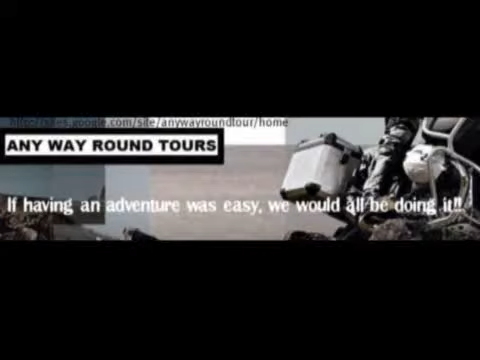 http://sites.google.com/site/anywayroundtour/home
ANY WAY ROUND TOURS
If having an adventure was easy, we would all be doing it!!